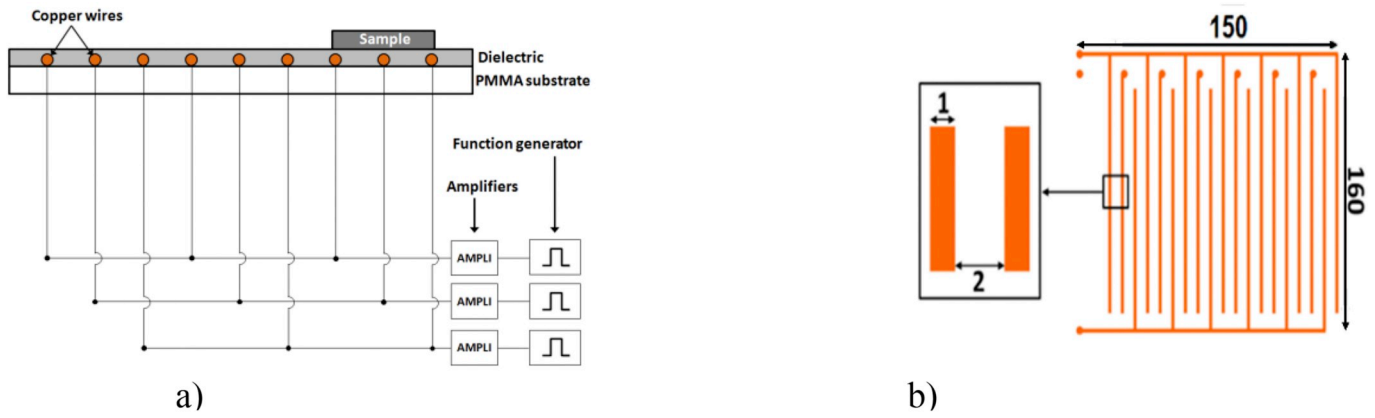 Copper wires
Sample
Dielectric
PMMA substrate
Function generator
Amplifiers
AMPLI
AMPLI
AMPLI
a)
150
1
2
160
b)